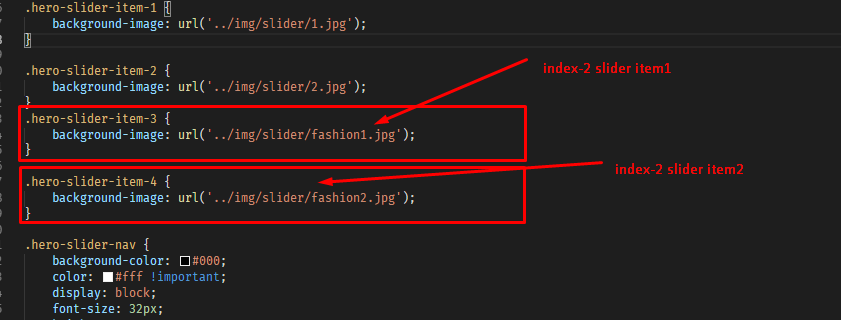 .hero-slider-item-1 {
background-image: url('../img/slider/1.jpg');
}
index-2 slider item1
.hero-slider-item-2 {
background-image: url('../img/slider/2.jpg');
}
.hero-slider-item-3 {
background-image: url('../img/slider/fashion1.jpg');
}
index-2 slider item2
.hero-slider-item-4 {
background-image: url('../img/slider/fashion2.jpg');
}
.hero-slider-nav {
background-color: #000;
color: #fff !important;
display: block;
font-size: 32px;